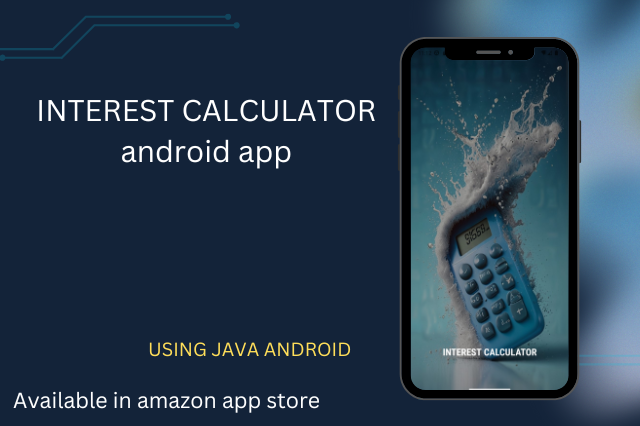 INTEREST CALCULATOR
android app
INTEREST CALCULATOR
USING JAVA ANDROID
Available in amazon app store